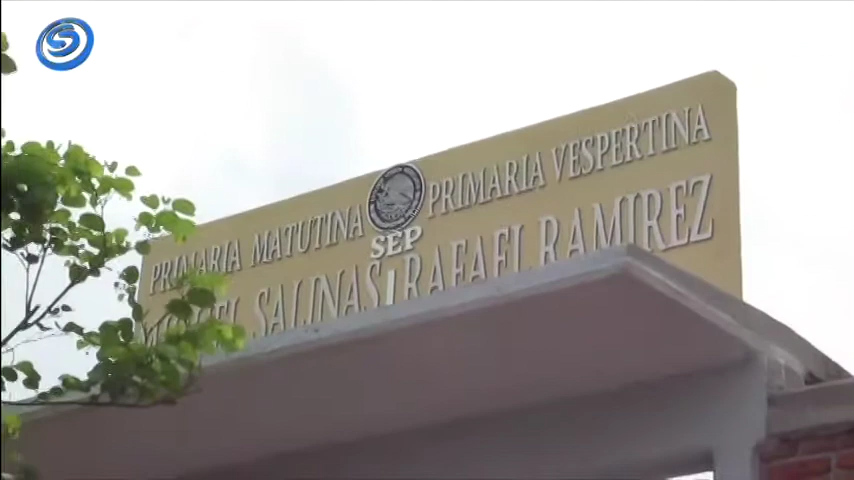 PRIMARIA MATUTINA PRIMARIA VESPERTINA
SEP
SALINAS RAFAEL RAMIREZ